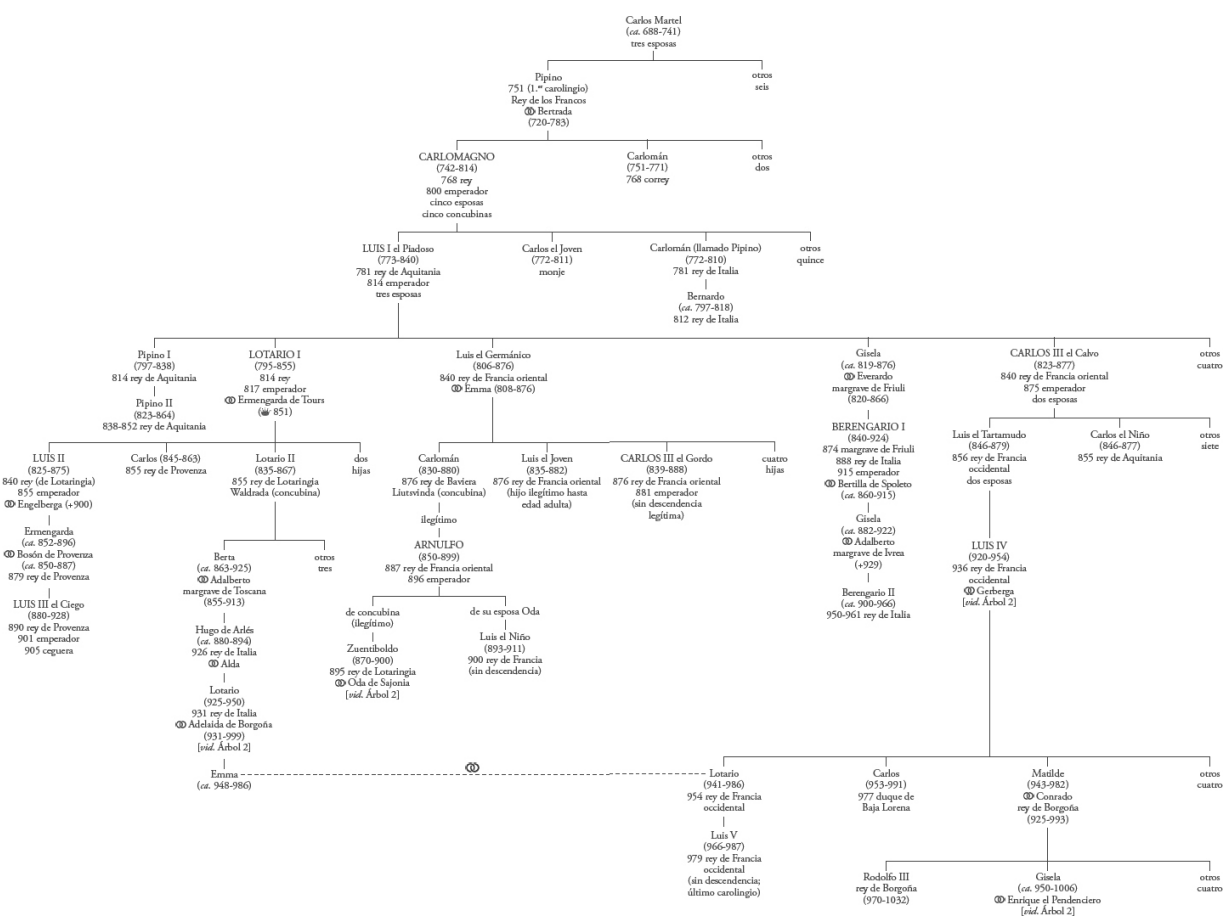 Carlos Martel
(ca. 688-741)
tres esposas
Pipino
751 (1.er carolingio)
Rey de los Francos
⚭ Bertrada
(720-783)
otros
seis
CARLOMAGNO
(742-814)
768 rey
800 emperador
cinco esposas
cinco concubinas
Carlomán
(751-771)
768 correy
otros
dos
LUIS I el Piadoso
(773-840)
781 rey de Aquitania
814 emperador
tres esposas
Carlos el Joven
(772-811)
monje
Carlomán (llamado Pipino)
(772-810)
781 rey de Italia
Bernardo
(ca. 797-818)
812 rey de Italia
otros
quince
Pipino I
(797-838)
814 rey de Aquitania
Pipino II
(823-864)
838-852 rey de Aquitania
LOTARIO I
(795-855)
814 rey
817 emperador
⚭ Ermengarda de Tours
(851)
Luis el Germánico
(806-876)
840 rey de Francia oriental
⚭ Emma (808-876)
Gisela
(ca. 819-876)
⚭ Everardo
margrave de Friuli
(820-866)
BERENGARIO I
(840-924)
874 margrave de Friuli
888 rey de Italia
915 emperador
⚭ Bertilla de Spoleto
(ca. 860-915)
Gisela
(ca. 882-922)
⚭ Adalberto
margrave de Ivrea
(+929)
Berengario II
(ca. 900-966)
950-961 rey de Italia
CARLOS III el Calvo
(823-877)
840 rey de Francia oriental
875 emperador
dos esposas
otros
cuatro
LUIS II
(825-875)
840 rey (de Lotaringia)
855 emperador
⚭ Engelberga (+900)
Ermengarda
(ca. 852-896)
⚭ Bosón de Provenza
(ca. 850-887)
879 rey de Provenza
LUIS III el Ciego
(880-928)
890 rey de Provenza
901 emperador
905 ceguera
Carlos (845-863)
855 rey de Provenza
Lotario II
(835-867)
855 rey de Lotaringia
Waldrada (concubina)
dos
hijas
Berta
(ca. 863-925)
⚭ Adalberto
margrave de Toscana
(855-913)
otros
tres
Hugo de Arlés
(ca. 880-894)
926 rey de Italia
⚭ Alda
Lotario
(925-950)
931 rey de Italia
⚭ Adelaida de Borgoña
(931-999)
[vid. Árbol 2]
Emma
(ca. 948-986)
⚭
Carlomán
(830-880)
876 rey de Baviera
Liutsvinda (concubina)
ilegítimo
ARNULFO
(850-899)
887 rey de Francia oriental
896 emperador
de concubina
(ilegítimo)
Zuentiboldo
(870-900)
895 rey de Lotaringia
⚭ Oda de Sajonia
[vid. Árbol 2]
de su esposa Oda
Luis el Niño
(893-911)
900 rey de Francia
(sin descendencia)
Luis el Joven
(835-882)
876 rey de Francia oriental
(hijo ilegítimo hasta
edad adulta)
CARLOS III el Gordo
(839-888)
876 rey de Francia oriental
881 emperador
(sin descendencia
legítima)
cuatro
hijas
Luis el Tartamudo
(846-879)
856 rey de Francia
occidental
dos esposas
Carlos el Niño
(846-877)
855 rey de Aquitania
otros
siete
LUIS IV
(920-954)
936 rey de Francia
occidental
⚭ Gerberga
[vid. Árbol 2]
Lotario
(941-986)
954 rey de Francia
occidental
Luis V
(966-987)
979 rey de Francia
occidental
(sin descendencia;
último carolingio)
Carlos
(953-991)
977 duque de
Baja Lorena
Matilde
(943-982)
⚭ Conrado
rey de Borgoña
(925-993)
otros
cuatro
Rodolfo III
rey de Borgoña
(970-1032)
Gisela
(ca. 950-1006)
⚭ Enrique el Pendenciero
[vid. Árbol 2]
otros
cuatro